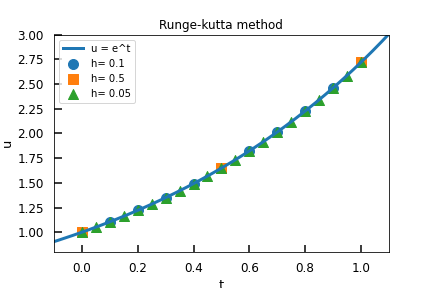 Runge-kutta method
3.00
2.75
2.50
2.25
2.00
1.75
1.50
1.25
1.00
u
u = e^t
h= 0.1
h= 0.5
h= 0.05
0.0 0.2 0.4 0.6 0.8 1.0
t